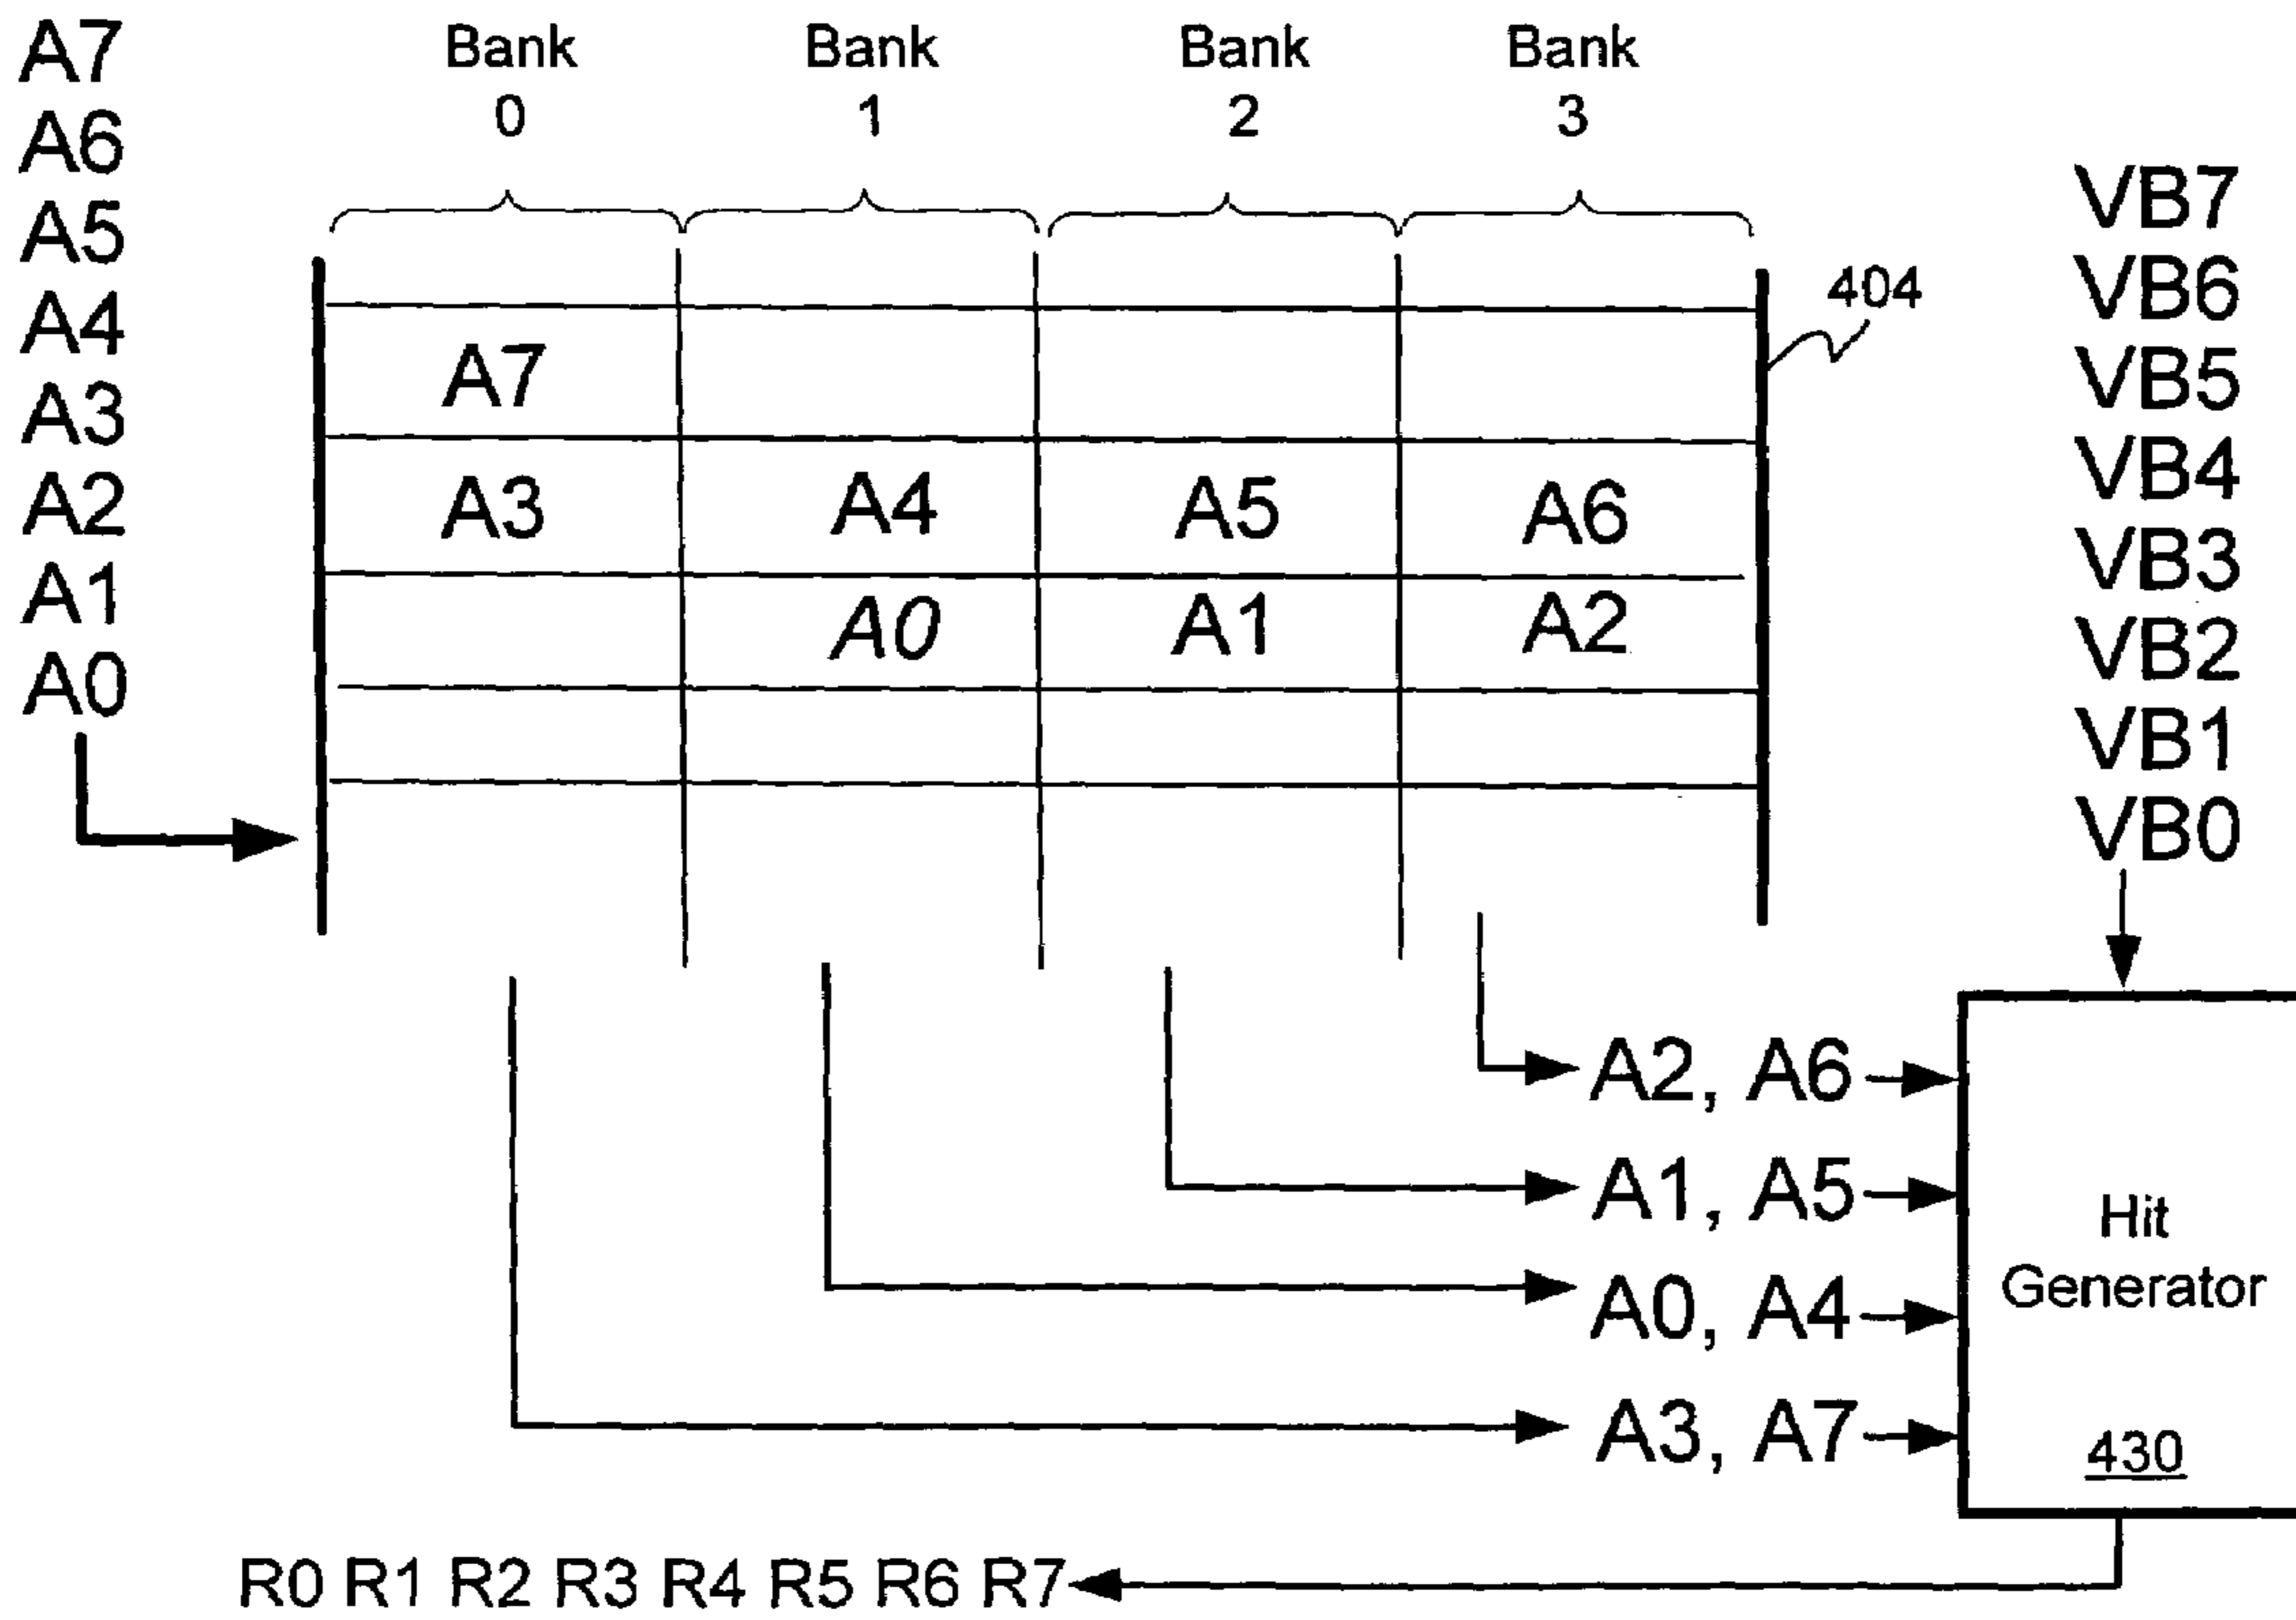 A7
A6
A5
A4
A3
A2
A1
A0
Bank 0
Bank 1
Bank 2
Bank 3
404
A7
A3 A4 A5 A6
A0 A1 A2
VB7
VB6
VB5
VB4
VB3
VB2
VB1
VB0
A2, A6
A1, A5
A0, A4
A3, A7
Hit
Generator
430
R0 R1 R2 R3 R4 R5 R6 R7